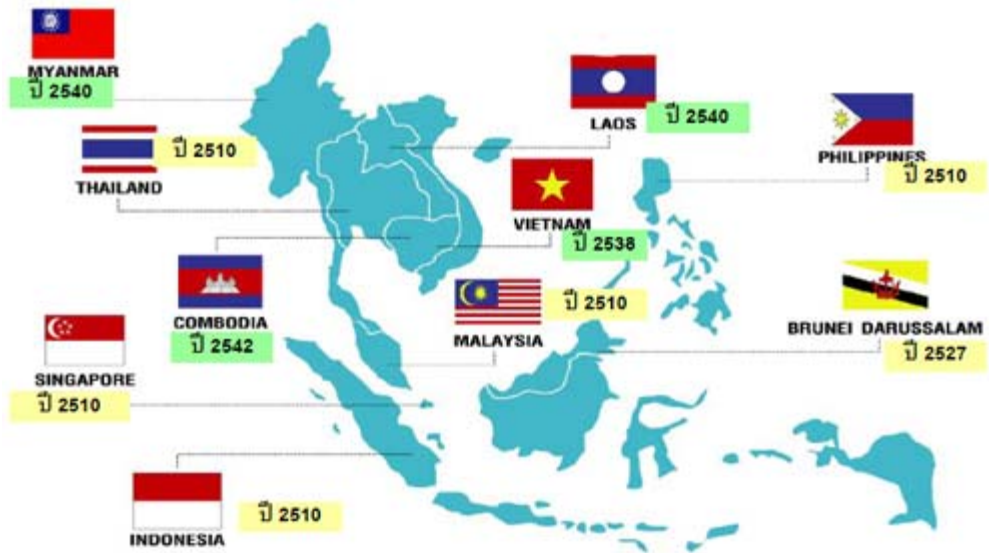 MYANMAR
ปี 2540
LAOS
ปี 2540
ปี 2510
THAILAND
PHILIPPINES
ปี 2510
VIETNAM
ปี 2538
COMBODIA
ปี 2542
ปี 2510
MALAYSIA
BRUNEI DARUSSALAM
ปี 2527
SINGAPORE
ปี 2510
ปี 2510
INDONESIA